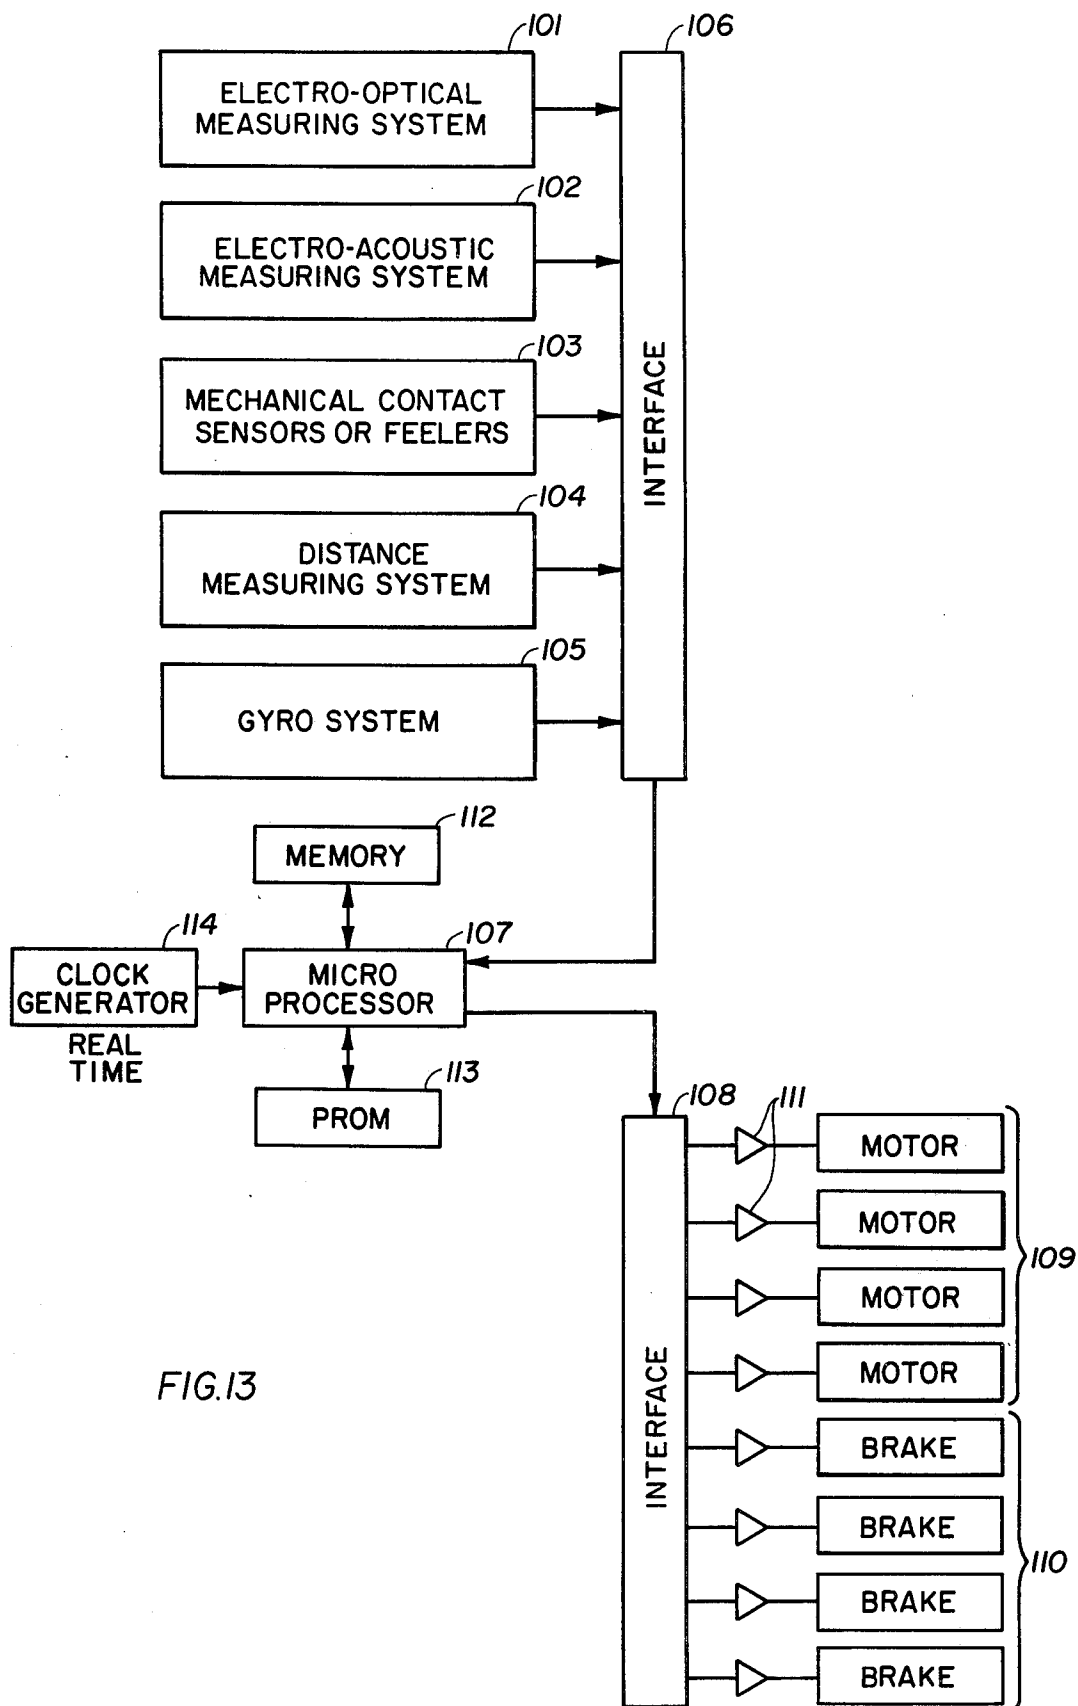 101
106
ELECTRO-OPTICAL
MEASURING SYSTEM
102
ELECTRO-ACOUSTIC
MEASURING SYSTEM
103
MECHANICAL CONTACT
SENSORS OR FEELERS
INTERFACE
104
DISTANCE
MEASURING SYSTEM
105
GYRO SYSTEM
112
MEMORY
114
107
CLOCK
GENERATOR
MICRO
PROCESSOR
REAL
TIME
113
PROM
108
111
MOTOR
MOTOR
109
MOTOR
MOTOR
FIG.13
INTERFACE
BRAKE
BRAKE
110
BRAKE
BRAKE